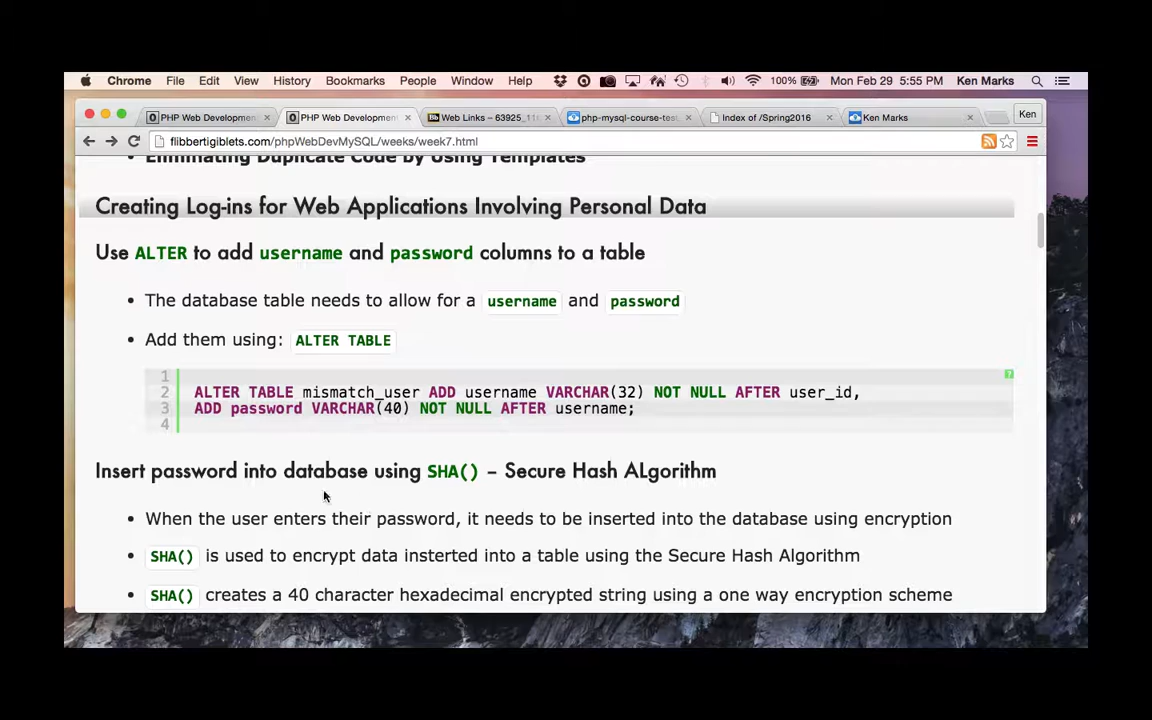 Chrome File Edit View History Bookmarks People Window Help 100% Mon Feb 29 5:55 PM Ken Marks
PHP Web Developmen × PHP Web Developmen × Web Links – 63925_11 × php-mysql-course-tes × Index of /Spring2016 × Ken Marks × Ken
flibbertigiblets.com/phpWebDevMySQL/weeks/week7.html
• Eliminating Duplicate Code by Using Templates
Creating Log-ins for Web Applications Involving Personal Data
Use ALTER to add username and password columns to a table
• The database table needs to allow for a username and password
• Add them using: ALTER TABLE
1
2 ALTER TABLE mismatch_user ADD username VARCHAR(32) NOT NULL AFTER user_id,
3 ADD password VARCHAR(40) NOT NULL AFTER username;
4
?
Insert password into database using SHA() – Secure Hash ALgorithm
• When the user enters their password, it needs to be inserted into the database using encryption
• SHA() is used to encrypt data insterted into a table using the Secure Hash Algorithm
• SHA() creates a 40 character hexadecimal encrypted string using a one way encryption scheme